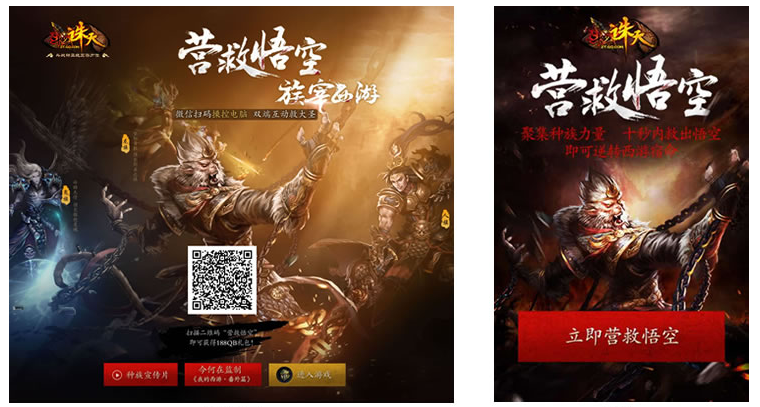 诛天
营救悟空
族宰西游
微信扫码操控电脑 双端互动救大圣
扫描二维码“营救悟空”
即可获得188QB礼包!
种族宣传片
今何在监制
《我的西游·番外篇》
进入游戏
诛天
营救悟空
聚集种族力量 十秒内救出悟空
即可逆转西游
立即营救悟空